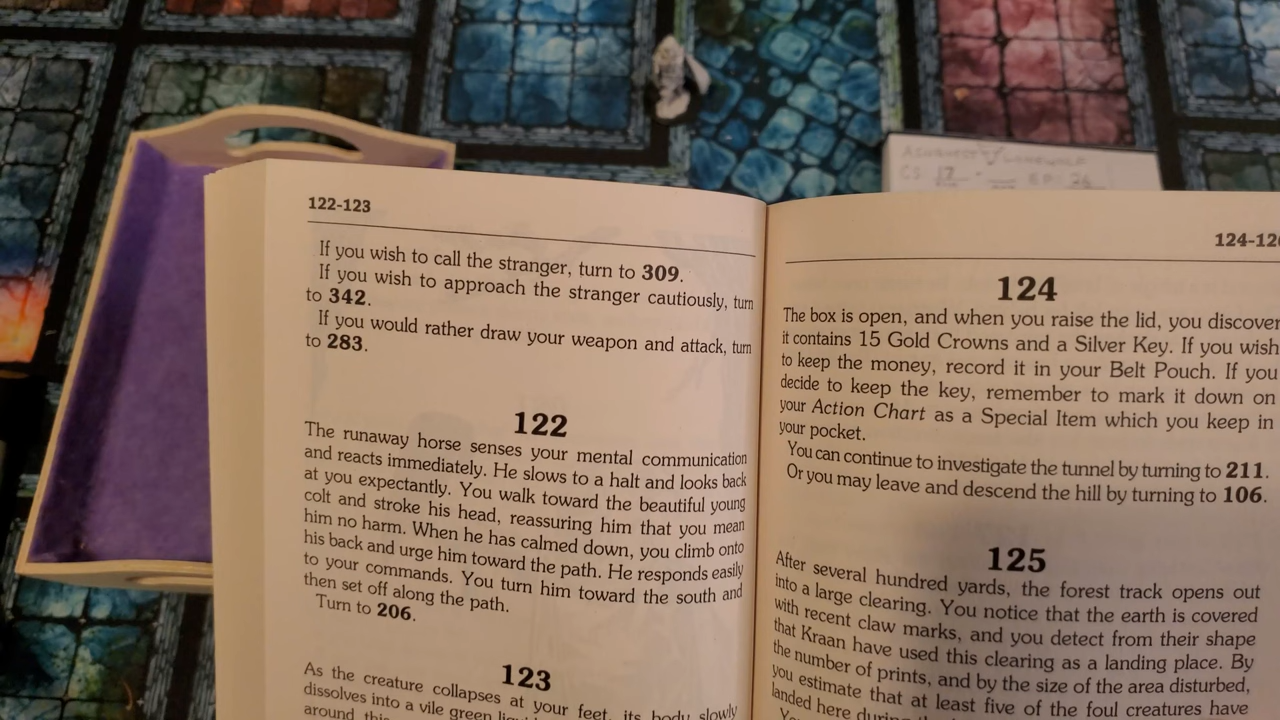 ASHQUEST LONEWOLF
CS: 17 - EP: 26
122-123
If you wish to call the stranger, turn to 309.
If you wish to approach the stranger cautiously, turn
to 342.
If you would rather draw your weapon and attack, turn
to 283.
122
The runaway horse senses your mental communication
and reacts immediately. He slows to a halt and looks back
at you expectantly. You walk toward the beautiful young
colt and stroke his head, reassuring him that you mean
him no harm. When he has calmed down, you climb onto
his back and urge him toward the path. He responds easily
to your commands. You turn him toward the south and
then set off along the path.
Turn to 206.
123
As the creature collapses at your feet, its body slowly
dissolves into a vile green
around this
124-12
124
The box is open, and when you raise the lid, you discover
it contains 15 Gold Crowns and a Silver Key. If you wish
to keep the money, record it in your Belt Pouch. If you
decide to keep the key, remember to mark it down on
your Action Chart as a Special Item which you keep in
your pocket.
You can continue to investigate the tunnel by turning to 211.
Or you may leave and descend the hill by turning to 106.
125
After several hundred yards, the forest track opens out
into a large clearing. You notice that the earth is covered
with recent claw marks, and you detect from their shape
that Kraan have used this clearing as a landing place. By
the number of prints, and by the size of the area disturbed,
you estimate that at least five of the foul creatures have
landed here during